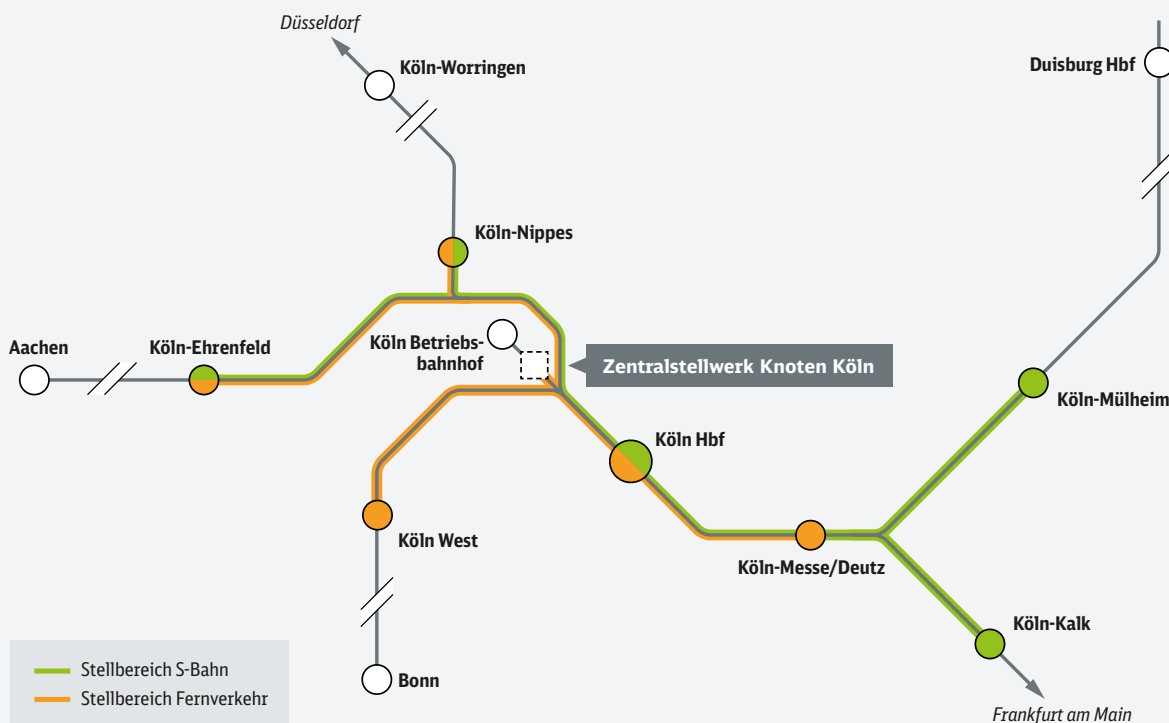 Düsseldorf
Köln-Worringen
Duisburg Hbf
Köln-Nippes
Köln Betriebs-
bahnhof
Aachen
Köln-Ehrenfeld
Zentralstellwerk Knoten Köln
Köln-Mülheim
Köln Hbf
Köln West
Köln-Messe/Deutz
Köln-Kalk
Bonn
Stellbereich S-Bahn
Stellbereich Fernverkehr
Frankfurt am Main